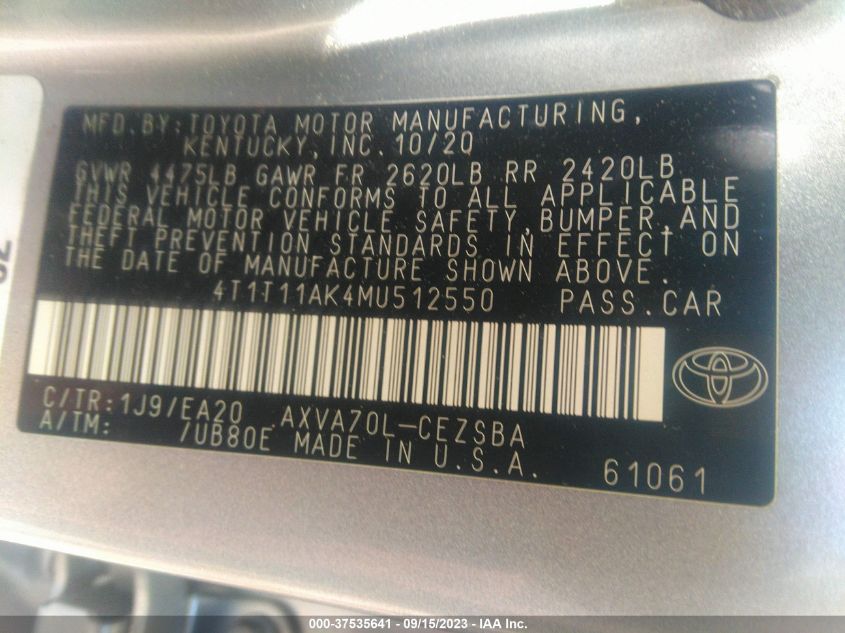 MFD.BY:TOYOTA MOTOR MANUFACTURING,
KENTUCKY,INC. 10/20
GVWR 4475LB GAWR FR 2620LB RR 2420LB
THIS VEHICLE CONFORMS TO ALL APPLICABLE
FEDERAL MOTOR VEHICLE SAFETY,BUMPER,AND
THEFT PREVENTION STANDARDS IN EFFECT ON
THE DATE OF MANUFACTURE SHOWN ABOVE.
4T1T11AK4MU512550 PASS.CAR
C/TR:1J9/EA20 AXVA70L-CEZSBA
A/TM: /UB80E MADE IN U.S.A. 61061
000-37535641 - 09/15/2023 - IAA Inc.